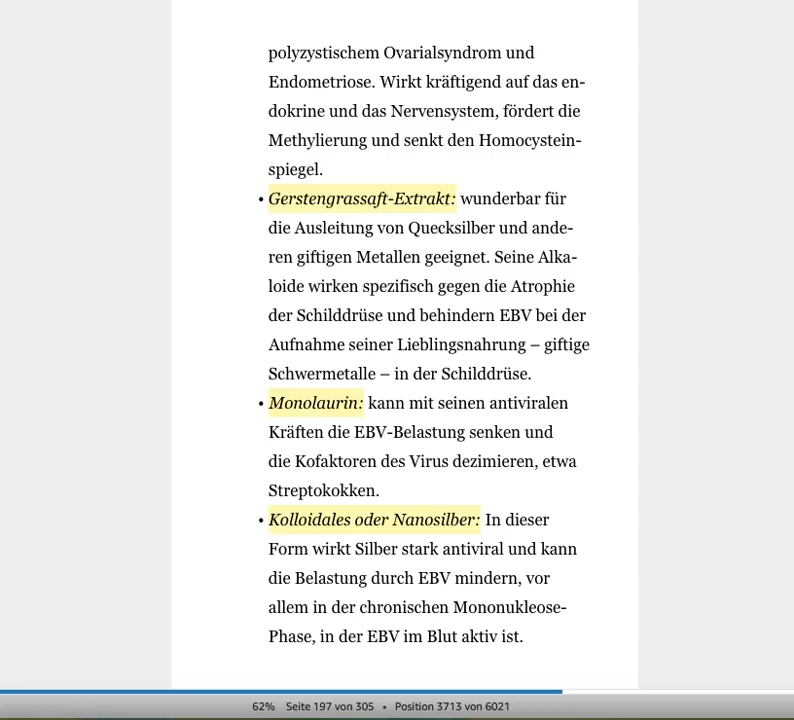 polyzystischem Ovarialsyndrom und
Endometriose. Wirkt kräftigend auf das en-
dokrine und das Nervensystem, fördert die
Methylierung und senkt den Homocystein-
spiegel.
• Gerstengrassaft-Extrakt: wunderbar für
die Ausleitung von Quecksilber und ande-
ren giftigen Metallen geeignet. Seine Alka-
loide wirken spezifisch gegen die Atrophie
der Schilddrüse und behindern EBV bei der
Aufnahme seiner Lieblingsnahrung – giftige
Schwermetalle – in der Schilddrüse.
• Monolaurin: kann mit seinen antiviralen
Kräften die EBV-Belastung senken und
die Kofaktoren des Virus dezimieren, etwa
Streptokokken.
• Kolloidales oder Nanosilber: In dieser
Form wirkt Silber stark antiviral und kann
die Belastung durch EBV mindern, vor
allem in der chronischen Mononukleose-
Phase, in der EBV im Blut aktiv ist.
62% Seite 197 von 305 • Position 3713 von 6021